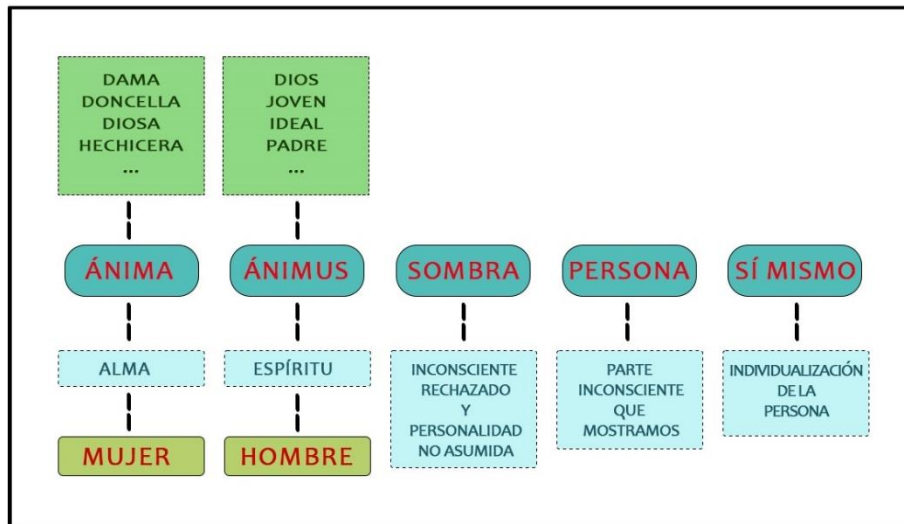 DAMA
DONCELLA
DIOSA
HECHICERA
...
DIOS
JOVEN
IDEAL
PADRE
...
ÁNIMA
ÁNIMUS
SOMBRA
PERSONA
SÍ MISMO
ALMA
ESPÍRITU
INCONSCIENTE
RECHAZADO
Y
PERSONALIDAD
NO ASUMIDA
PARTE
INCONSCIENTE
QUE
MOSTRAMOS
INDIVIDUALIZACIÓN
DE LA
PERSONA
MUJER
HOMBRE